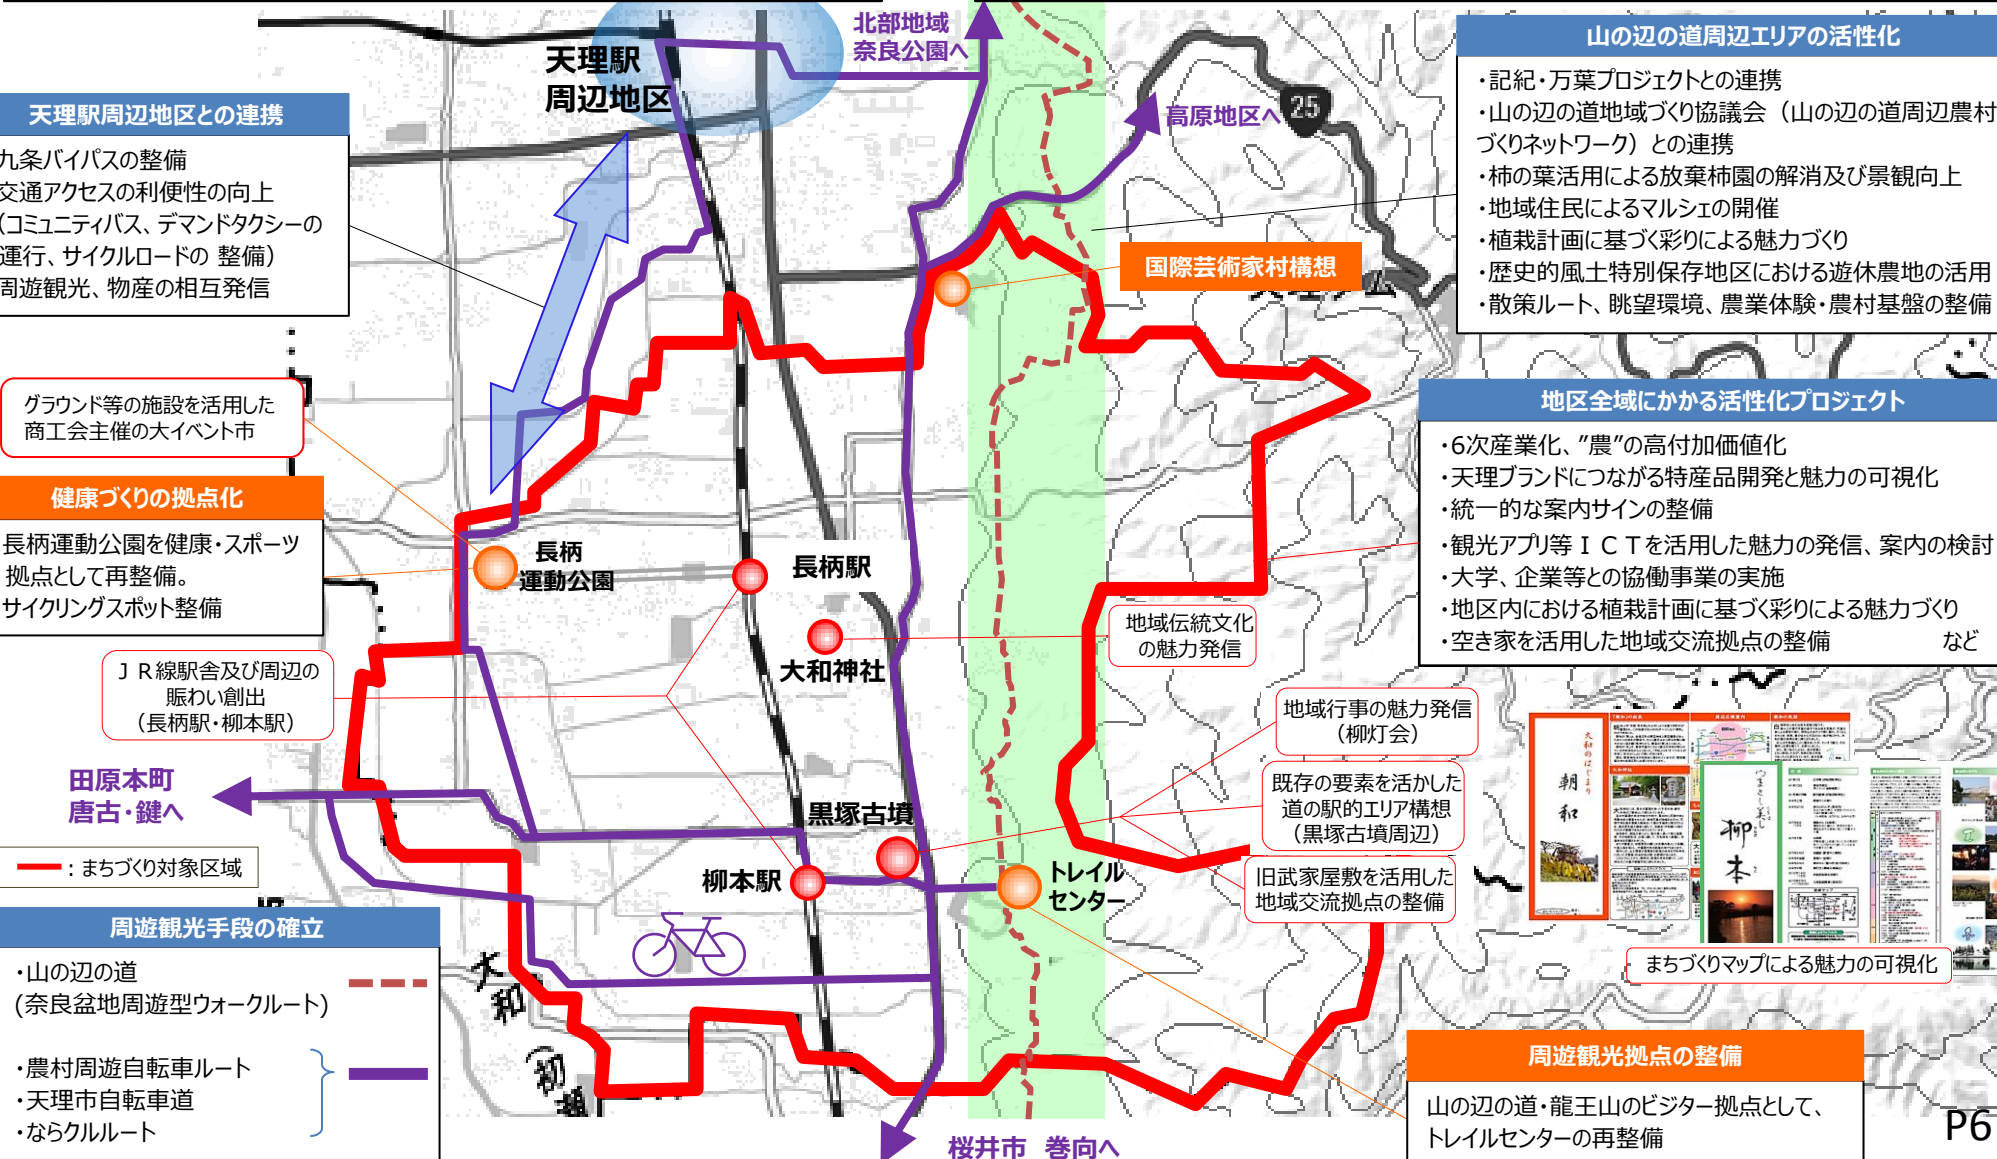 北部地域
奈良公園へ
天理駅
周辺地区
高原地区へ
25
山の辺の道周辺エリアの活性化
・記紀・万葉プロジェクトとの連携
・山の辺の道地域づくり協議会（山の辺の道周辺農村
づくりネットワーク）との連携
・柿の葉活用による放棄柿園の解消及び景観向上
・地域住民によるマルシェの開催
・植栽計画に基づく彩りによる魅力づくり
・歴史的風土特別保存地区における遊休農地の活用
・散策ルート、眺望環境、農業体験・農村基盤の整備
天理駅周辺地区との連携
九条バイパスの整備
交通アクセスの利便性の向上
（コミュニティバス、デマンドタクシーの
運行、サイクルロードの 整備）
周遊観光、物産の相互発信
国際芸術家村構想
グラウンド等の施設を活用した
商工会主催の大イベント市
地区全域にかかる活性化プロジェクト
・6次産業化、”農”の高付加価値化
・天理ブランドにつながる特産品開発と魅力の可視化
・統一的な案内サインの整備
・観光アプリ等ＩＣＴを活用した魅力の発信、案内の検討
・大学、企業等との協働事業の実施
・地区内における植栽計画に基づく彩りによる魅力づくり
・空き家を活用した地域交流拠点の整備　など
健康づくりの拠点化
長柄運動公園を健康・スポーツ
拠点として再整備。
サイクリングスポット整備
長柄
運動公園
長柄駅
大和神社
地域伝統文化
の魅力発信
ＪＲ線駅舎及び周辺の
賑わい創出
（長柄駅・柳本駅）
地域行事の魅力発信
（柳灯会）
既存の要素を活かした
道の駅的エリア構想
（黒塚古墳周辺）
旧武家屋敷を活用した
地域交流拠点の整備
田原本町
唐古・鍵へ
黒塚古墳
柳本駅
トレイル
センター
：まちづくり対象区域
大和のはじまり
朝和
うまし美し
柳本
まちづくりマップによる魅力の可視化
周遊観光手段の確立
・山の辺の道
(奈良盆地周遊型ウォークルート)
・農村周遊自転車ルート
・天理市自転車道
・ならクルルート
大和
(初瀬
桜井市　巻向へ
周遊観光拠点の整備
山の辺の道・龍王山のビジター拠点として、
トレイルセンターの再整備
P6